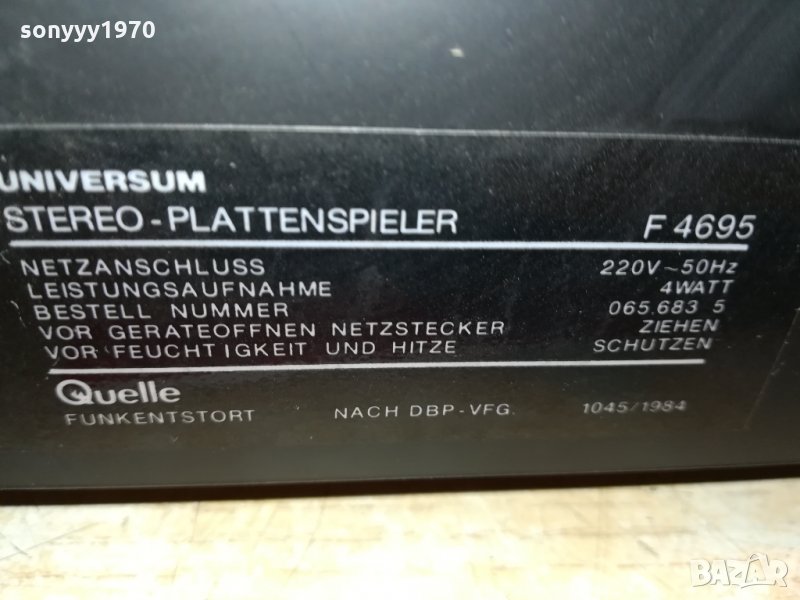 sonyyy1970
UNIVERSUM
STEREO-PLATTENSPIELER F 4695
NETZANSCHLUSS 220V~50Hz
LEISTUNGSAUFNAHME 4WATT
BESTELL NUMMER 065.683 5
VOR GERATEOFFNEN NETZSTECKER ZIEHEN
VOR FEUCHTIGKEIT UND HITZE SCHUTZEN
Quelle
FUNKENTSTORT NACH DBP-VFG. 1045/1984
BAZAR